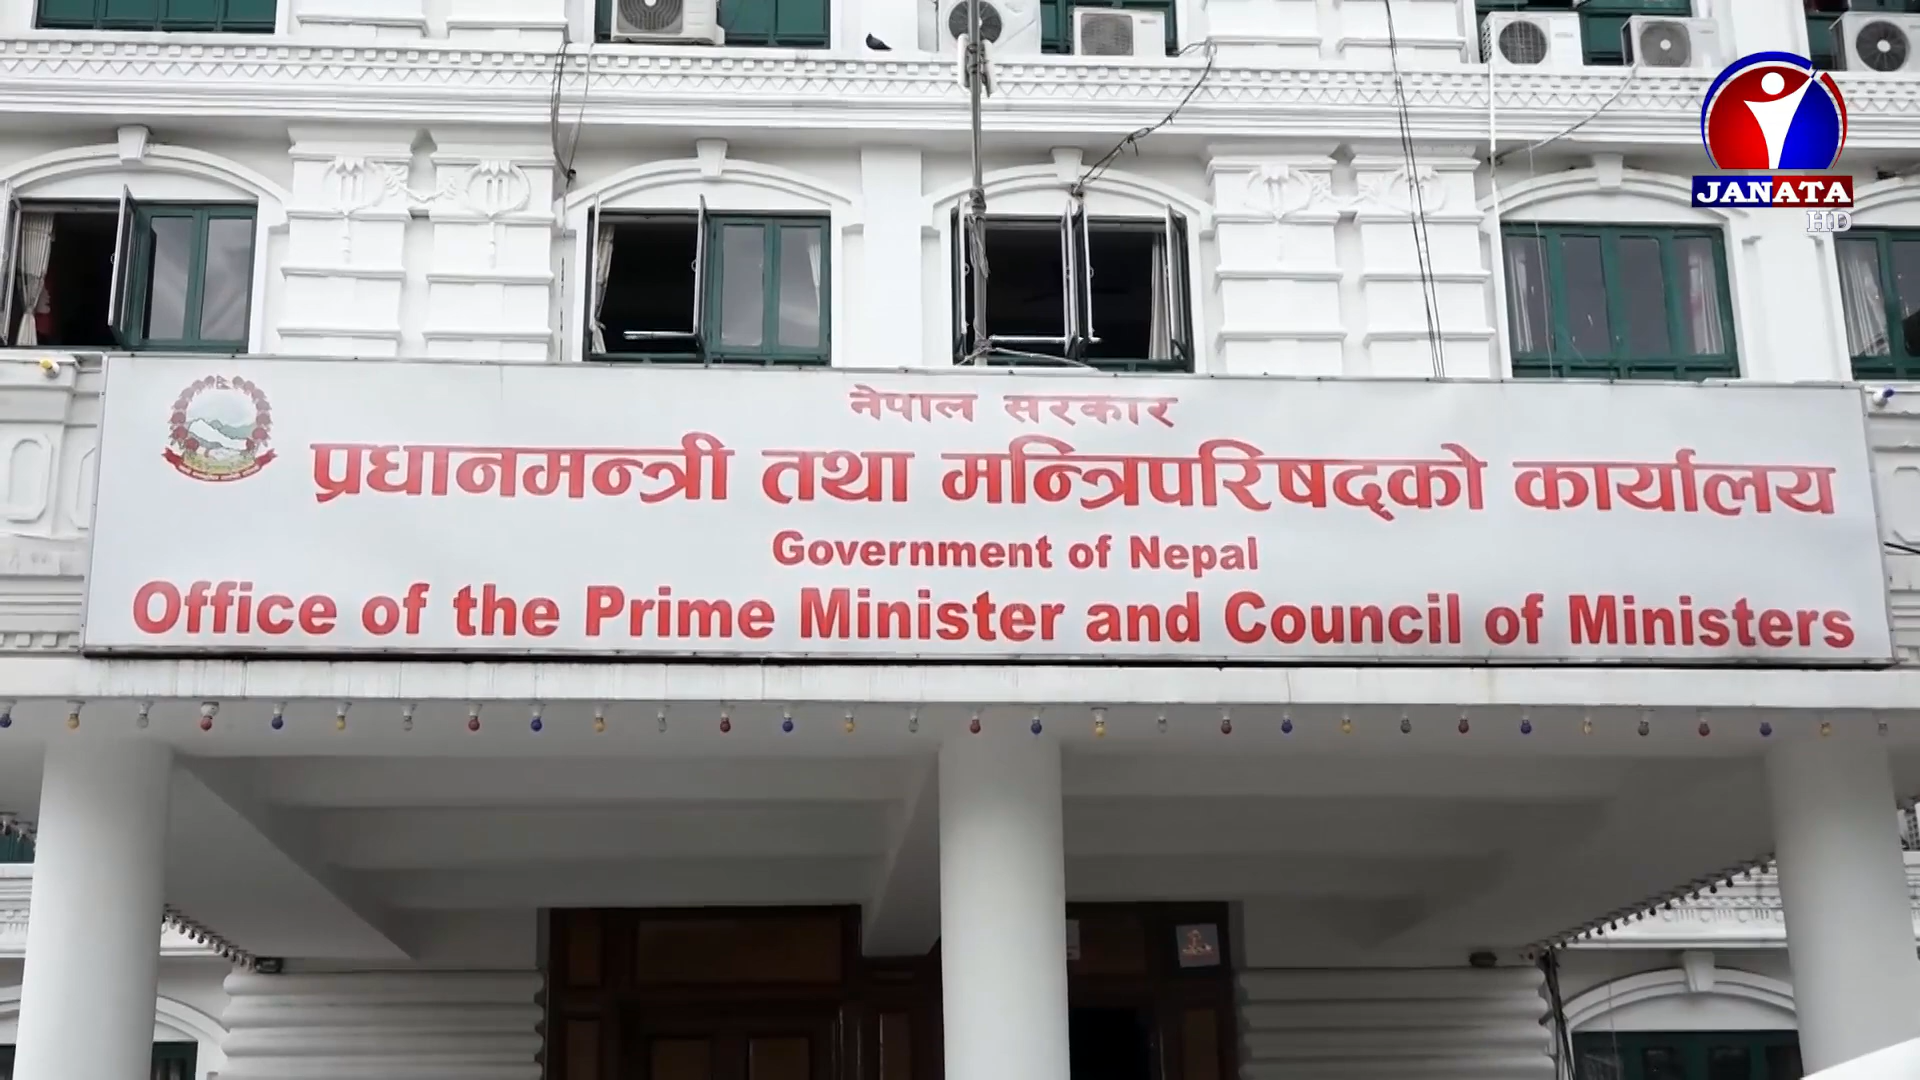 JANATA
HD
नेपाल सरकार
प्रधानमन्त्री तथा मन्त्रिपरिषद्को कार्यालय
Government of Nepal
Office of the Prime Minister and Council of Ministers